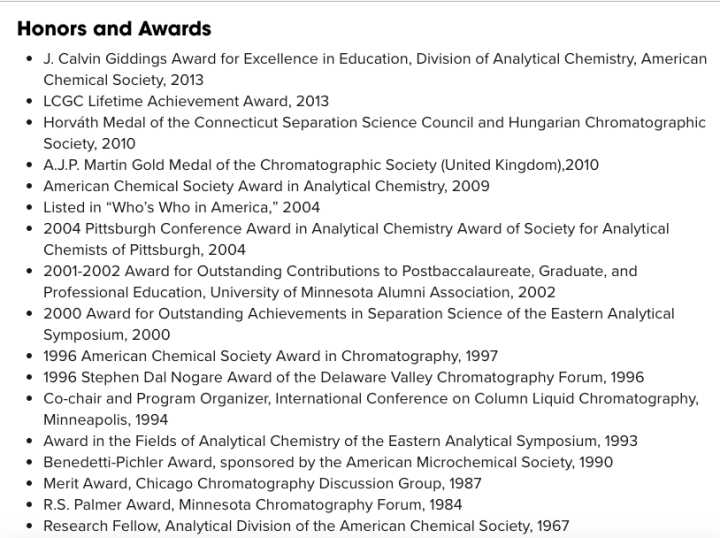 Honors and Awards
• J. Calvin Giddings Award for Excellence in Education, Division of Analytical Chemistry, American
Chemical Society, 2013
• LCGC Lifetime Achievement Award, 2013
• Horváth Medal of the Connecticut Separation Science Council and Hungarian Chromatographic
Society, 2010
• A.J.P. Martin Gold Medal of the Chromatographic Society (United Kingdom),2010
• American Chemical Society Award in Analytical Chemistry, 2009
• Listed in “Who’s Who in America,” 2004
• 2004 Pittsburgh Conference Award in Analytical Chemistry Award of Society for Analytical
Chemists of Pittsburgh, 2004
• 2001-2002 Award for Outstanding Contributions to Postbaccalaureate, Graduate, and
Professional Education, University of Minnesota Alumni Association, 2002
• 2000 Award for Outstanding Achievements in Separation Science of the Eastern Analytical
Symposium, 2000
• 1996 American Chemical Society Award in Chromatography, 1997
• 1996 Stephen Dal Nogare Award of the Delaware Valley Chromatography Forum, 1996
• Co-chair and Program Organizer, International Conference on Column Liquid Chromatography,
Minneapolis, 1994
• Award in the Fields of Analytical Chemistry of the Eastern Analytical Symposium, 1993
• Benedetti-Pichler Award, sponsored by the American Microchemical Society, 1990
• Merit Award, Chicago Chromatography Discussion Group, 1987
• R.S. Palmer Award, Minnesota Chromatography Forum, 1984
• Research Fellow, Analytical Division of the American Chemical Society, 1967